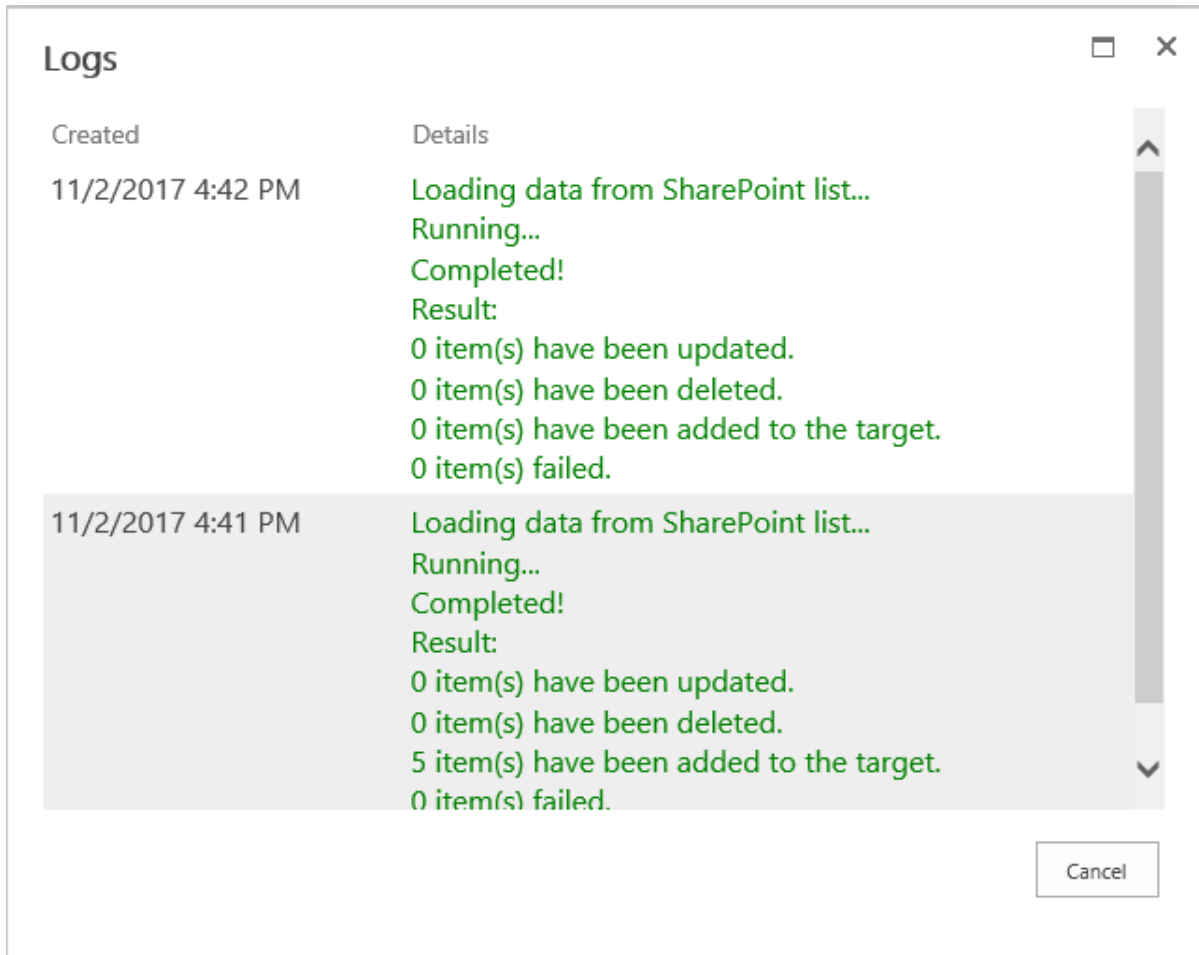 Logs
Created Details
11/2/2017 4:42 PM Loading data from SharePoint list...
Running...
Completed!
Result:
0 item(s) have been updated.
0 item(s) have been deleted.
0 item(s) have been added to the target.
0 item(s) failed.
11/2/2017 4:41 PM Loading data from SharePoint list...
Running...
Completed!
Result:
0 item(s) have been updated.
0 item(s) have been deleted.
5 item(s) have been added to the target.
0 item(s) failed.
Cancel